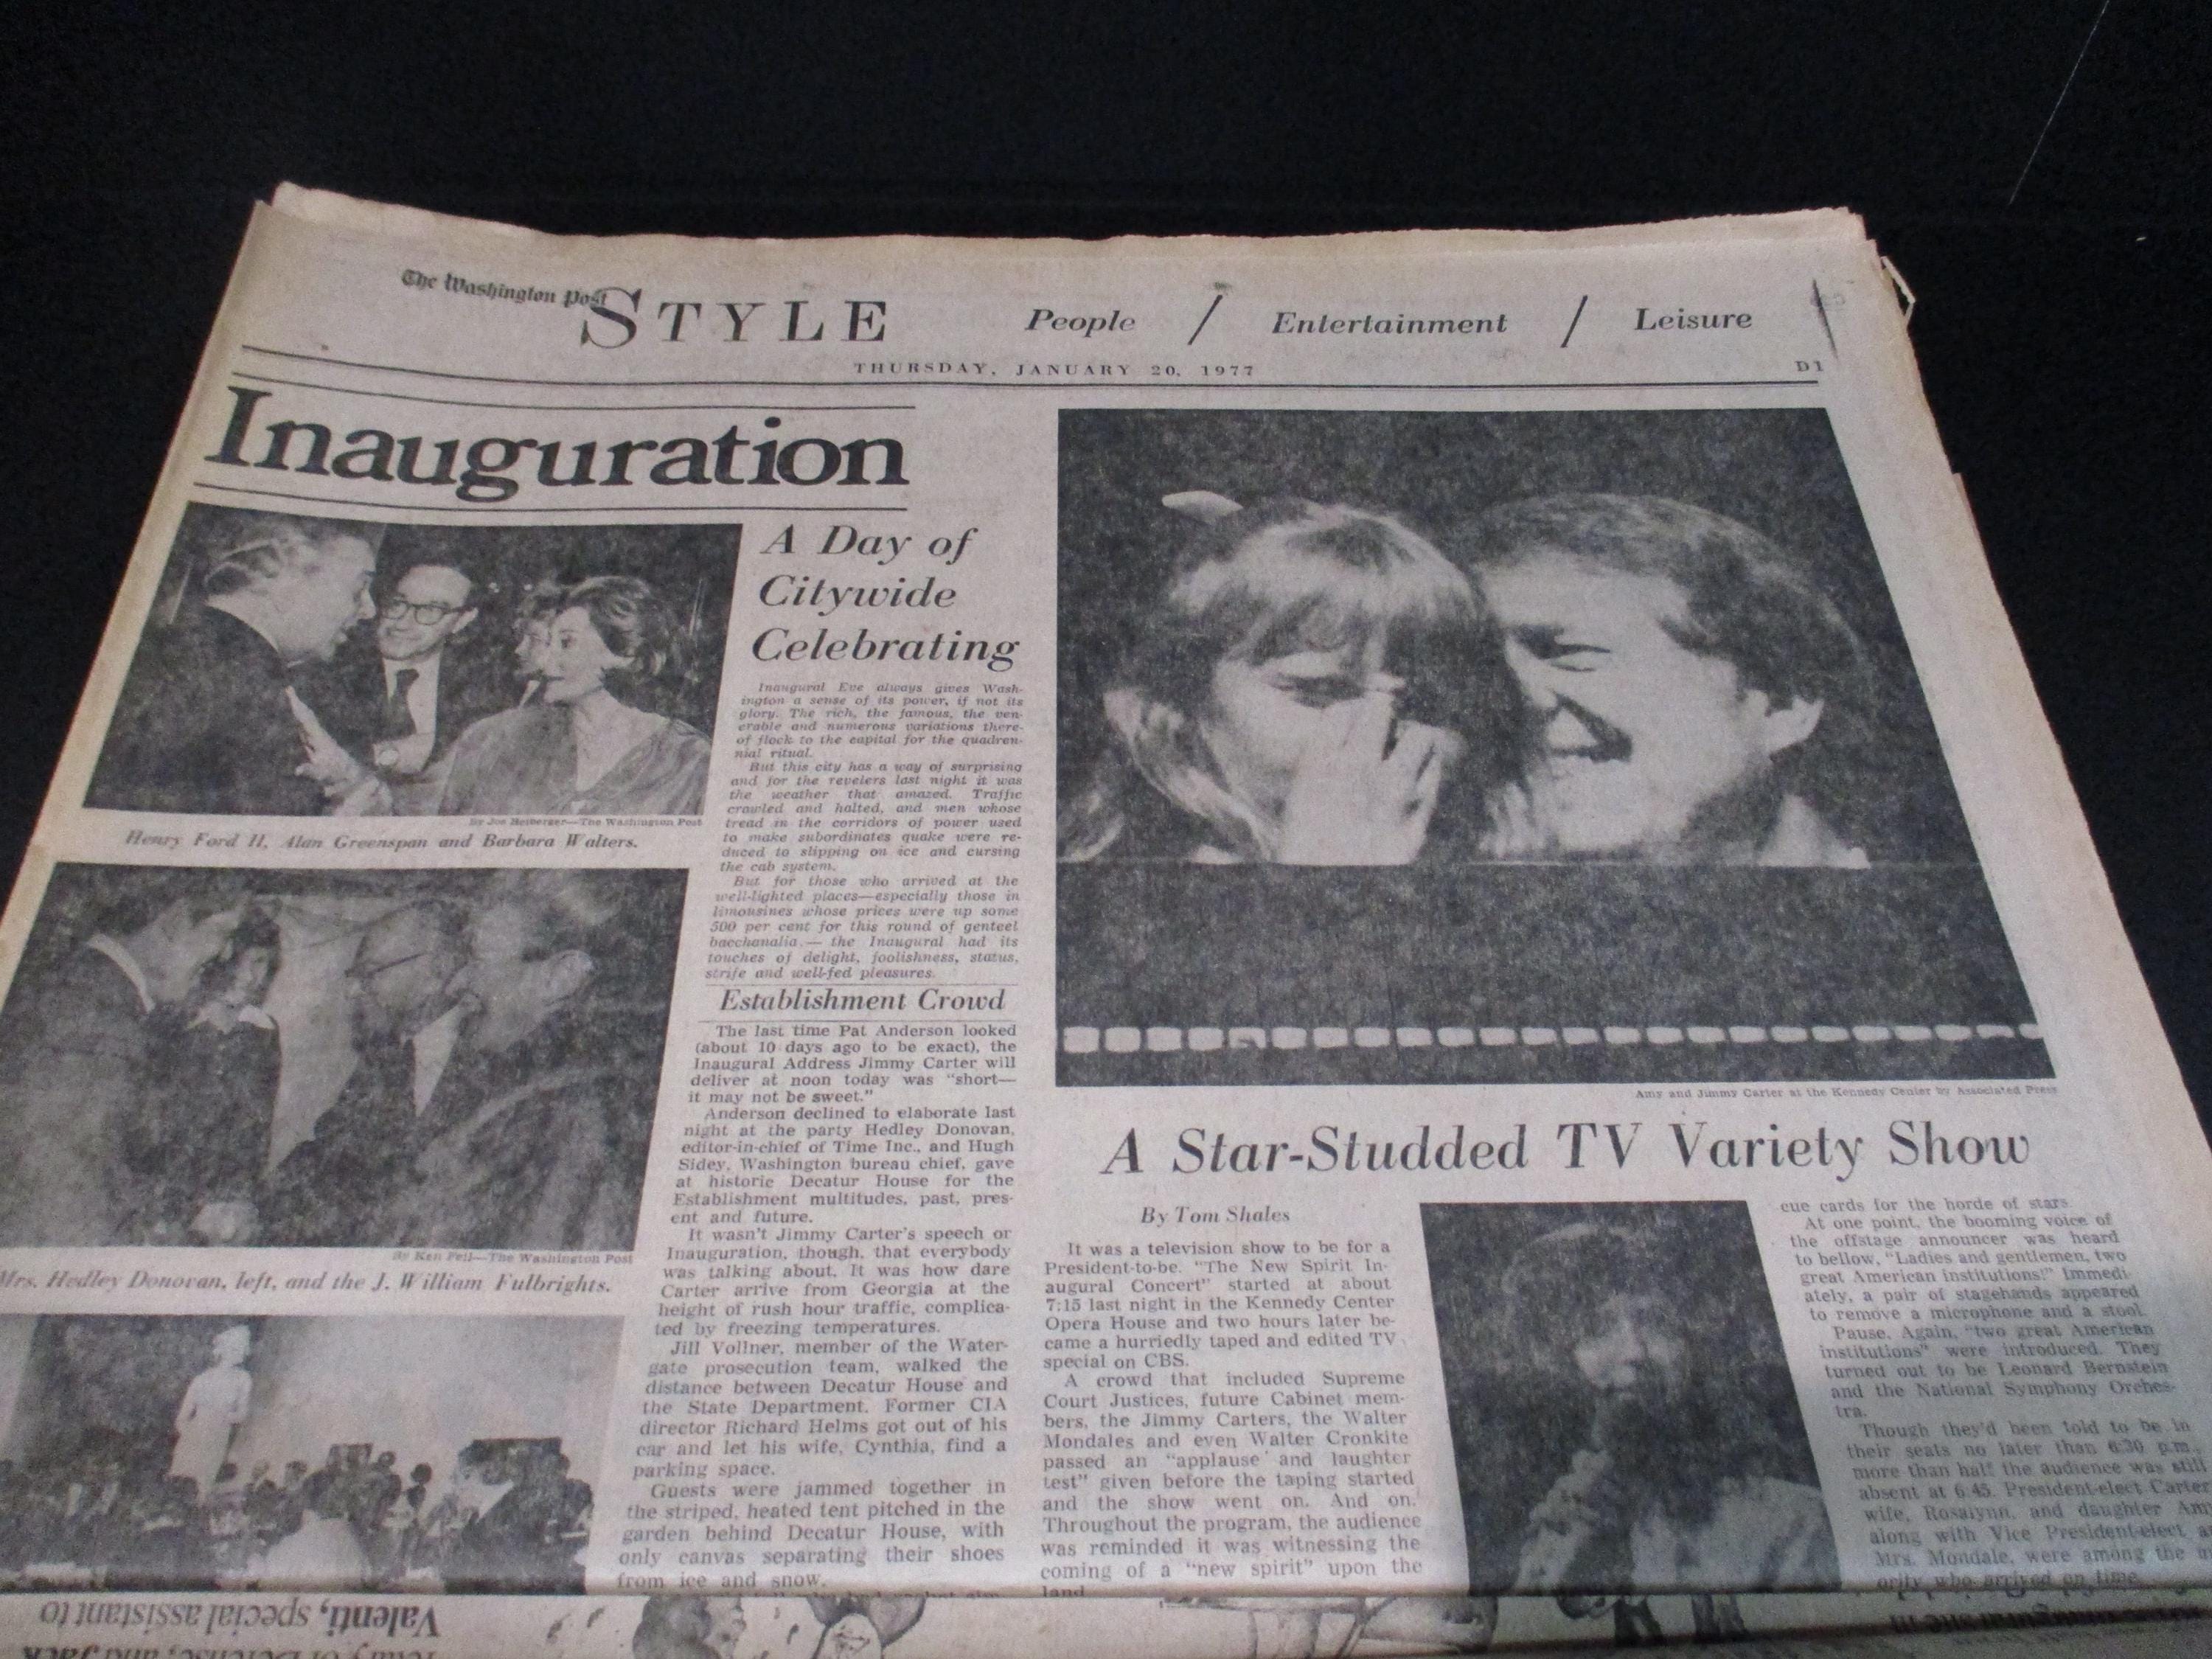 The Washington Post
STYLE People / Entertainment / Leisure
THURSDAY, JANUARY 20, 1977 D1
Inauguration
By Joe Heiberger—The Washington Post
Henry Ford II, Alan Greenspan and Barbara Walters.
By Ken Feil—The Washington Post
Mrs. Hedley Donovan, left, and the J. William Fulbrights.
A Day of
Citywide
Celebrating
Inaugural Eve always gives Wash-
ington a sense of its power, if not its
glory. The rich, the famous, the ven-
erable and numerous variations there-
of flock to the capital for the quadren-
nial ritual.
But this city has a way of surprising
and for the revelers last night it was
the weather that amazed. Traffic
crawled and halted, and men whose
tread in the corridors of power used
to make subordinates quake were re-
duced to slipping on ice and cursing
the cab system.
But for those who arrived at the
well-lighted places—especially those in
limousines whose prices were up some
500 per cent for this round of genteel
bacchanalia — the Inaugural had its
touches of delight, foolishness, status,
strife and well-fed pleasures.
Establishment Crowd
The last time Pat Anderson looked
(about 10 days ago to be exact), the
Inaugural Address Jimmy Carter will
deliver at noon today was "short—
it may not be sweet."
Anderson declined to elaborate last
night at the party Hedley Donovan,
editor-in-chief of Time Inc., and Hugh
Sidey, Washington bureau chief, gave
at historic Decatur House for the
Establishment multitudes, past, pres-
ent and future.
It wasn't Jimmy Carter's speech or
Inauguration, though, that everybody
was talking about. It was how dare
Carter arrive from Georgia at the
height of rush hour traffic, complica-
ted by freezing temperatures.
Jill Vollner, member of the Water-
gate prosecution team, walked the
distance between Decatur House and
the State Department. Former CIA
director Richard Helms got out of his
car and let his wife, Cynthia, find a
parking space.
Guests were jammed together in
the striped, heated tent pitched in the
garden behind Decatur House, with
only canvas separating their shoes
from ice and snow.
Amy and Jimmy Carter at the Kennedy Center by Associated Press
A Star-Studded TV Variety Show
By Tom Shales
It was a television show to be for a
President-to-be. "The New Spirit In-
augural Concert" started at about
7:15 last night in the Kennedy Center
Opera House and two hours later be-
came a hurriedly taped and edited TV
special on CBS.
A crowd that included Supreme
Court Justices, future Cabinet mem-
bers, the Jimmy Carters, the Walter
Mondales and even Walter Cronkite
passed an "applause and laughter
test" given before the taping started
and the show went on. And on.
Throughout the program, the audience
was reminded it was witnessing the
coming of a "new spirit" upon the
land.
cue cards for the horde of stars.
At one point, the booming voice of
the offstage announcer was heard
to bellow, "Ladies and gentlemen, two
great American institutions!" Immedi-
ately, a pair of stagehands appeared
to remove a microphone and a stool.
Pause. Again, "two great American
institutions" were introduced. They
turned out to be Leonard Bernstein
and the National Symphony Orches-
tra.
Though they'd been told to be in
their seats no later than 6:30 p.m.,
more than half the audience was still
absent at 6:45. President-elect Carter,
wife, Rosalynn, and daughter Amy
along with Vice President-elect
Mrs. Mondale, were among the
ority who arrived on time.
Valenti, special assistant to